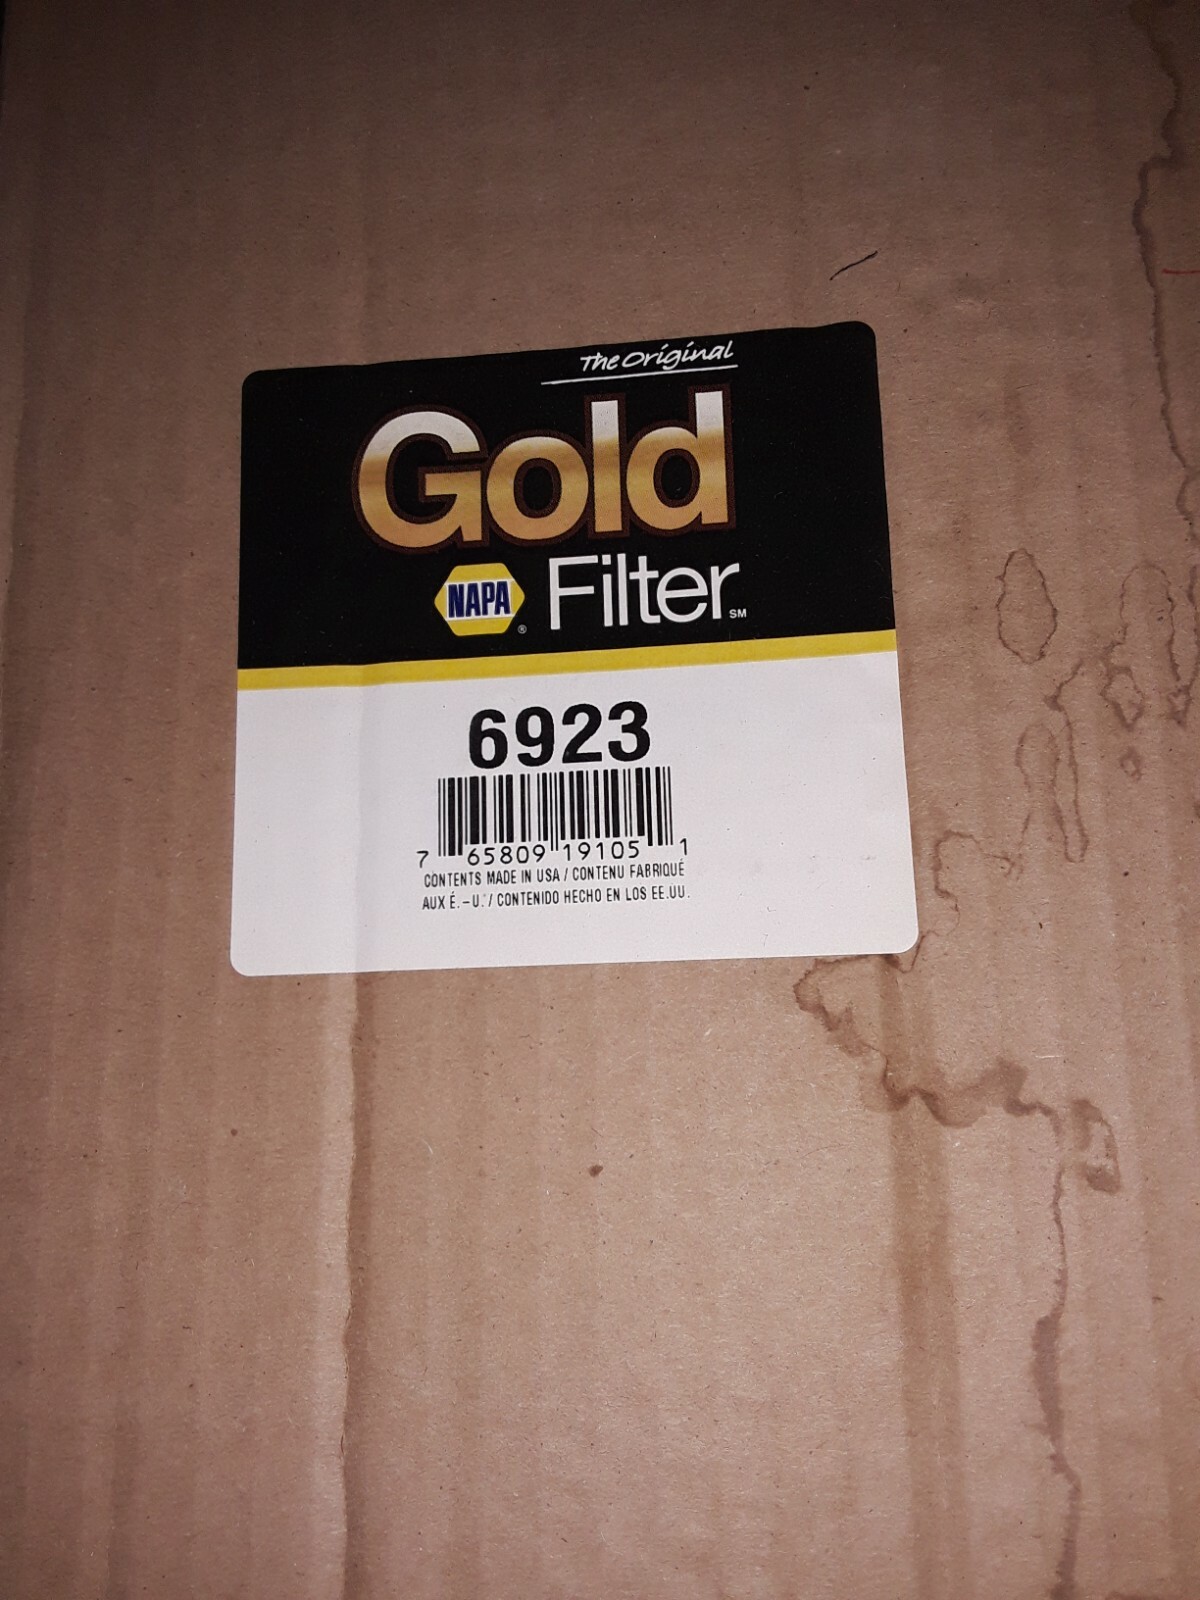 The Original
Gold
NAPA® Filter℠
6923
7 65809 19105 1
CONTENTS MADE IN USA / CONTENU FABRIQUÉ
AUX É.-U. / CONTENIDO HECHO EN LOS EE.UU.